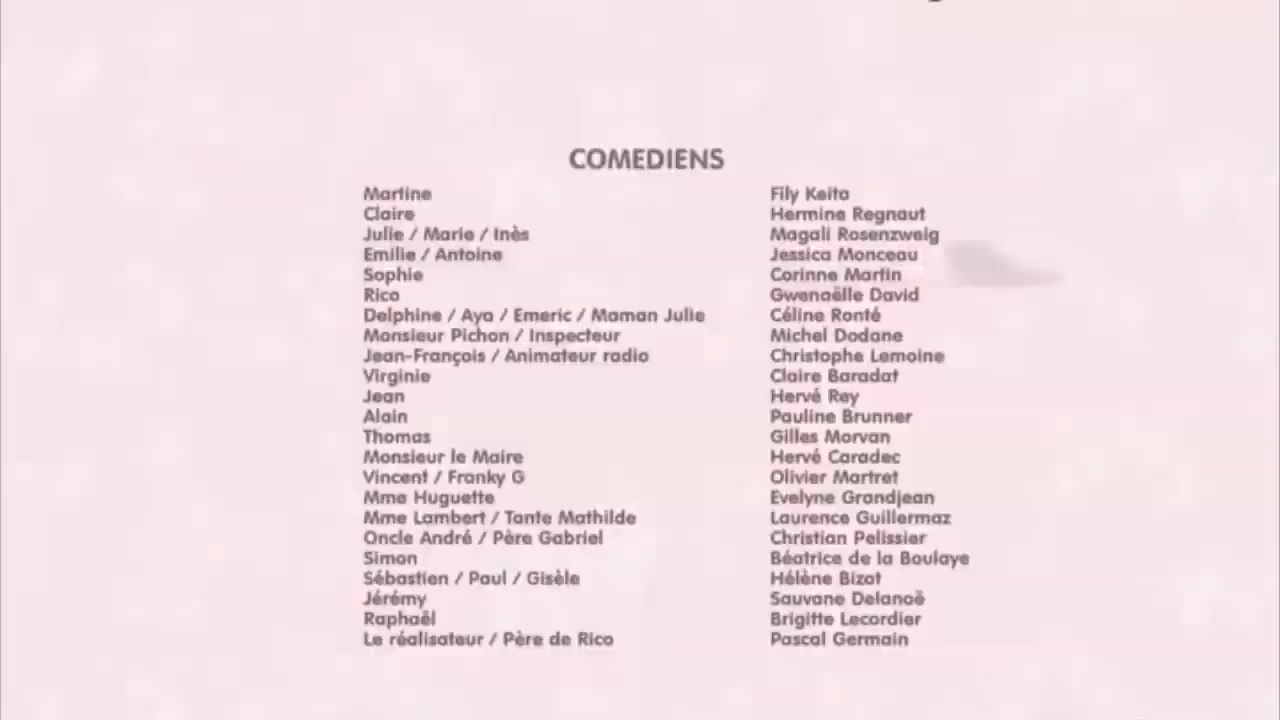 COMEDIENS
Martine Fily Keita
Claire Hermine Regnaut
Julie / Marie / Inès Magali Rosenzweig
Emilie / Antoine Jessica Monceau
Sophie Corinne Martin
Rico Gwenaëlle David
Delphine / Aya / Emeric / Maman Julie Céline Ronté
Monsieur Pichon / Inspecteur Michel Dodane
Jean-François / Animateur radio Christophe Lemoine
Virginie Claire Baradat
Jean Hervé Rey
Alain Pauline Brunner
Thomas Gilles Morvan
Monsieur le Maire Hervé Caradec
Vincent / Franky G Olivier Martret
Mme Huguette Evelyne Grandjean
Mme Lambert / Tante Mathilde Laurence Guillermaz
Oncle André / Père Gabriel Christian Pelissier
Simon Béatrice de la Boulaye
Sébastien / Paul / Gisèle Hélène Bizot
Jérémy Sauvane Delanoë
Raphaël Brigitte Lecordier
Le réalisateur / Père de Rico Pascal Germain